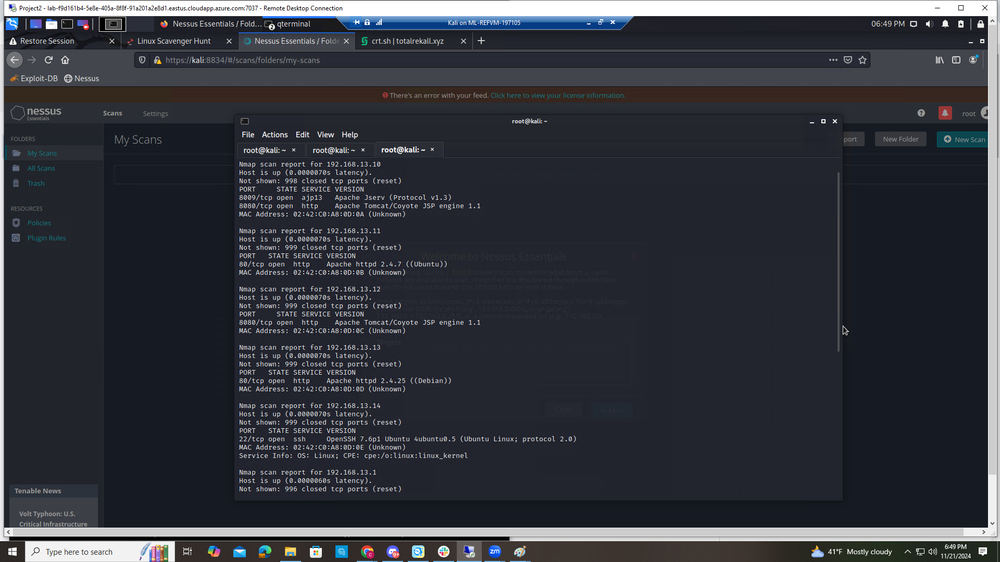 Project2 - lab-f9d161b4-5e8e-405a-8f8f-91a201a2e8d1.eastus.cloudapp.azure.com:7037 - Remote Desktop Connection
Nessus Essentials / Fold...
2
qterminal
Kali on ML-REFVM-197105
06:49 PM
Restore Session
Linux Scavenger Hunt
Nessus Essentials / Folde
crt.sh | totalrekall.xyz
https://kali:8834/#/scans/folders/my-scans
Exploit-DB
Nessus
There's an error with your feed. Click here to view your license information.
nessus
Essentials
Scans
Settings
root
FOLDERS
My Scans
All Scans
Trash
RESOURCES
Policies
Plugin Rules
My Scans
port
New Folder
New Scan
root@kali: ~
File Actions Edit View Help
root@kali: ~ ×
root@kali: ~ ×
root@kali: ~ ×
Nmap scan report for 192.168.13.10
Host is up (0.0000070s latency).
Not shown: 998 closed tcp ports (reset)
PORT     STATE SERVICE VERSION
8009/tcp open  ajp13   Apache Jserv (Protocol v1.3)
8080/tcp open  http    Apache Tomcat/Coyote JSP engine 1.1
MAC Address: 02:42:C0:A8:0D:0A (Unknown)
Nmap scan report for 192.168.13.11
Host is up (0.0000070s latency).
Not shown: 999 closed tcp ports (reset)
PORT   STATE SERVICE VERSION
80/tcp open  http    Apache httpd 2.4.7 ((Ubuntu))
MAC Address: 02:42:C0:A8:0D:0B (Unknown)
Nmap scan report for 192.168.13.12
Host is up (0.0000070s latency).
Not shown: 999 closed tcp ports (reset)
PORT     STATE SERVICE VERSION
8080/tcp open  http    Apache Tomcat/Coyote JSP engine 1.1
MAC Address: 02:42:C0:A8:0D:0C (Unknown)
Nmap scan report for 192.168.13.13
Host is up (0.0000070s latency).
Not shown: 999 closed tcp ports (reset)
PORT   STATE SERVICE VERSION
80/tcp open  http    Apache httpd 2.4.25 ((Debian))
MAC Address: 02:42:C0:A8:0D:0D (Unknown)
Nmap scan report for 192.168.13.14
Host is up (0.0000070s latency).
Not shown: 999 closed tcp ports (reset)
PORT   STATE SERVICE VERSION
22/tcp open  ssh     OpenSSH 7.6p1 Ubuntu 4ubuntu0.5 (Ubuntu Linux; protocol 2.0)
MAC Address: 02:42:C0:A8:0D:0E (Unknown)
Service Info: OS: Linux; CPE: cpe:/o:linux:linux_kernel
Nmap scan report for 192.168.13.1
Host is up (0.0000060s latency).
Not shown: 996 closed tcp ports (reset)
Welcome to Nessus Essentials
Targets
Close
Tenable News
Volt Typhoon: U.S.
Critical Infrastructure
Type here to search
9+
zm
41°F Mostly cloudy
6:49 PM
11/21/2024